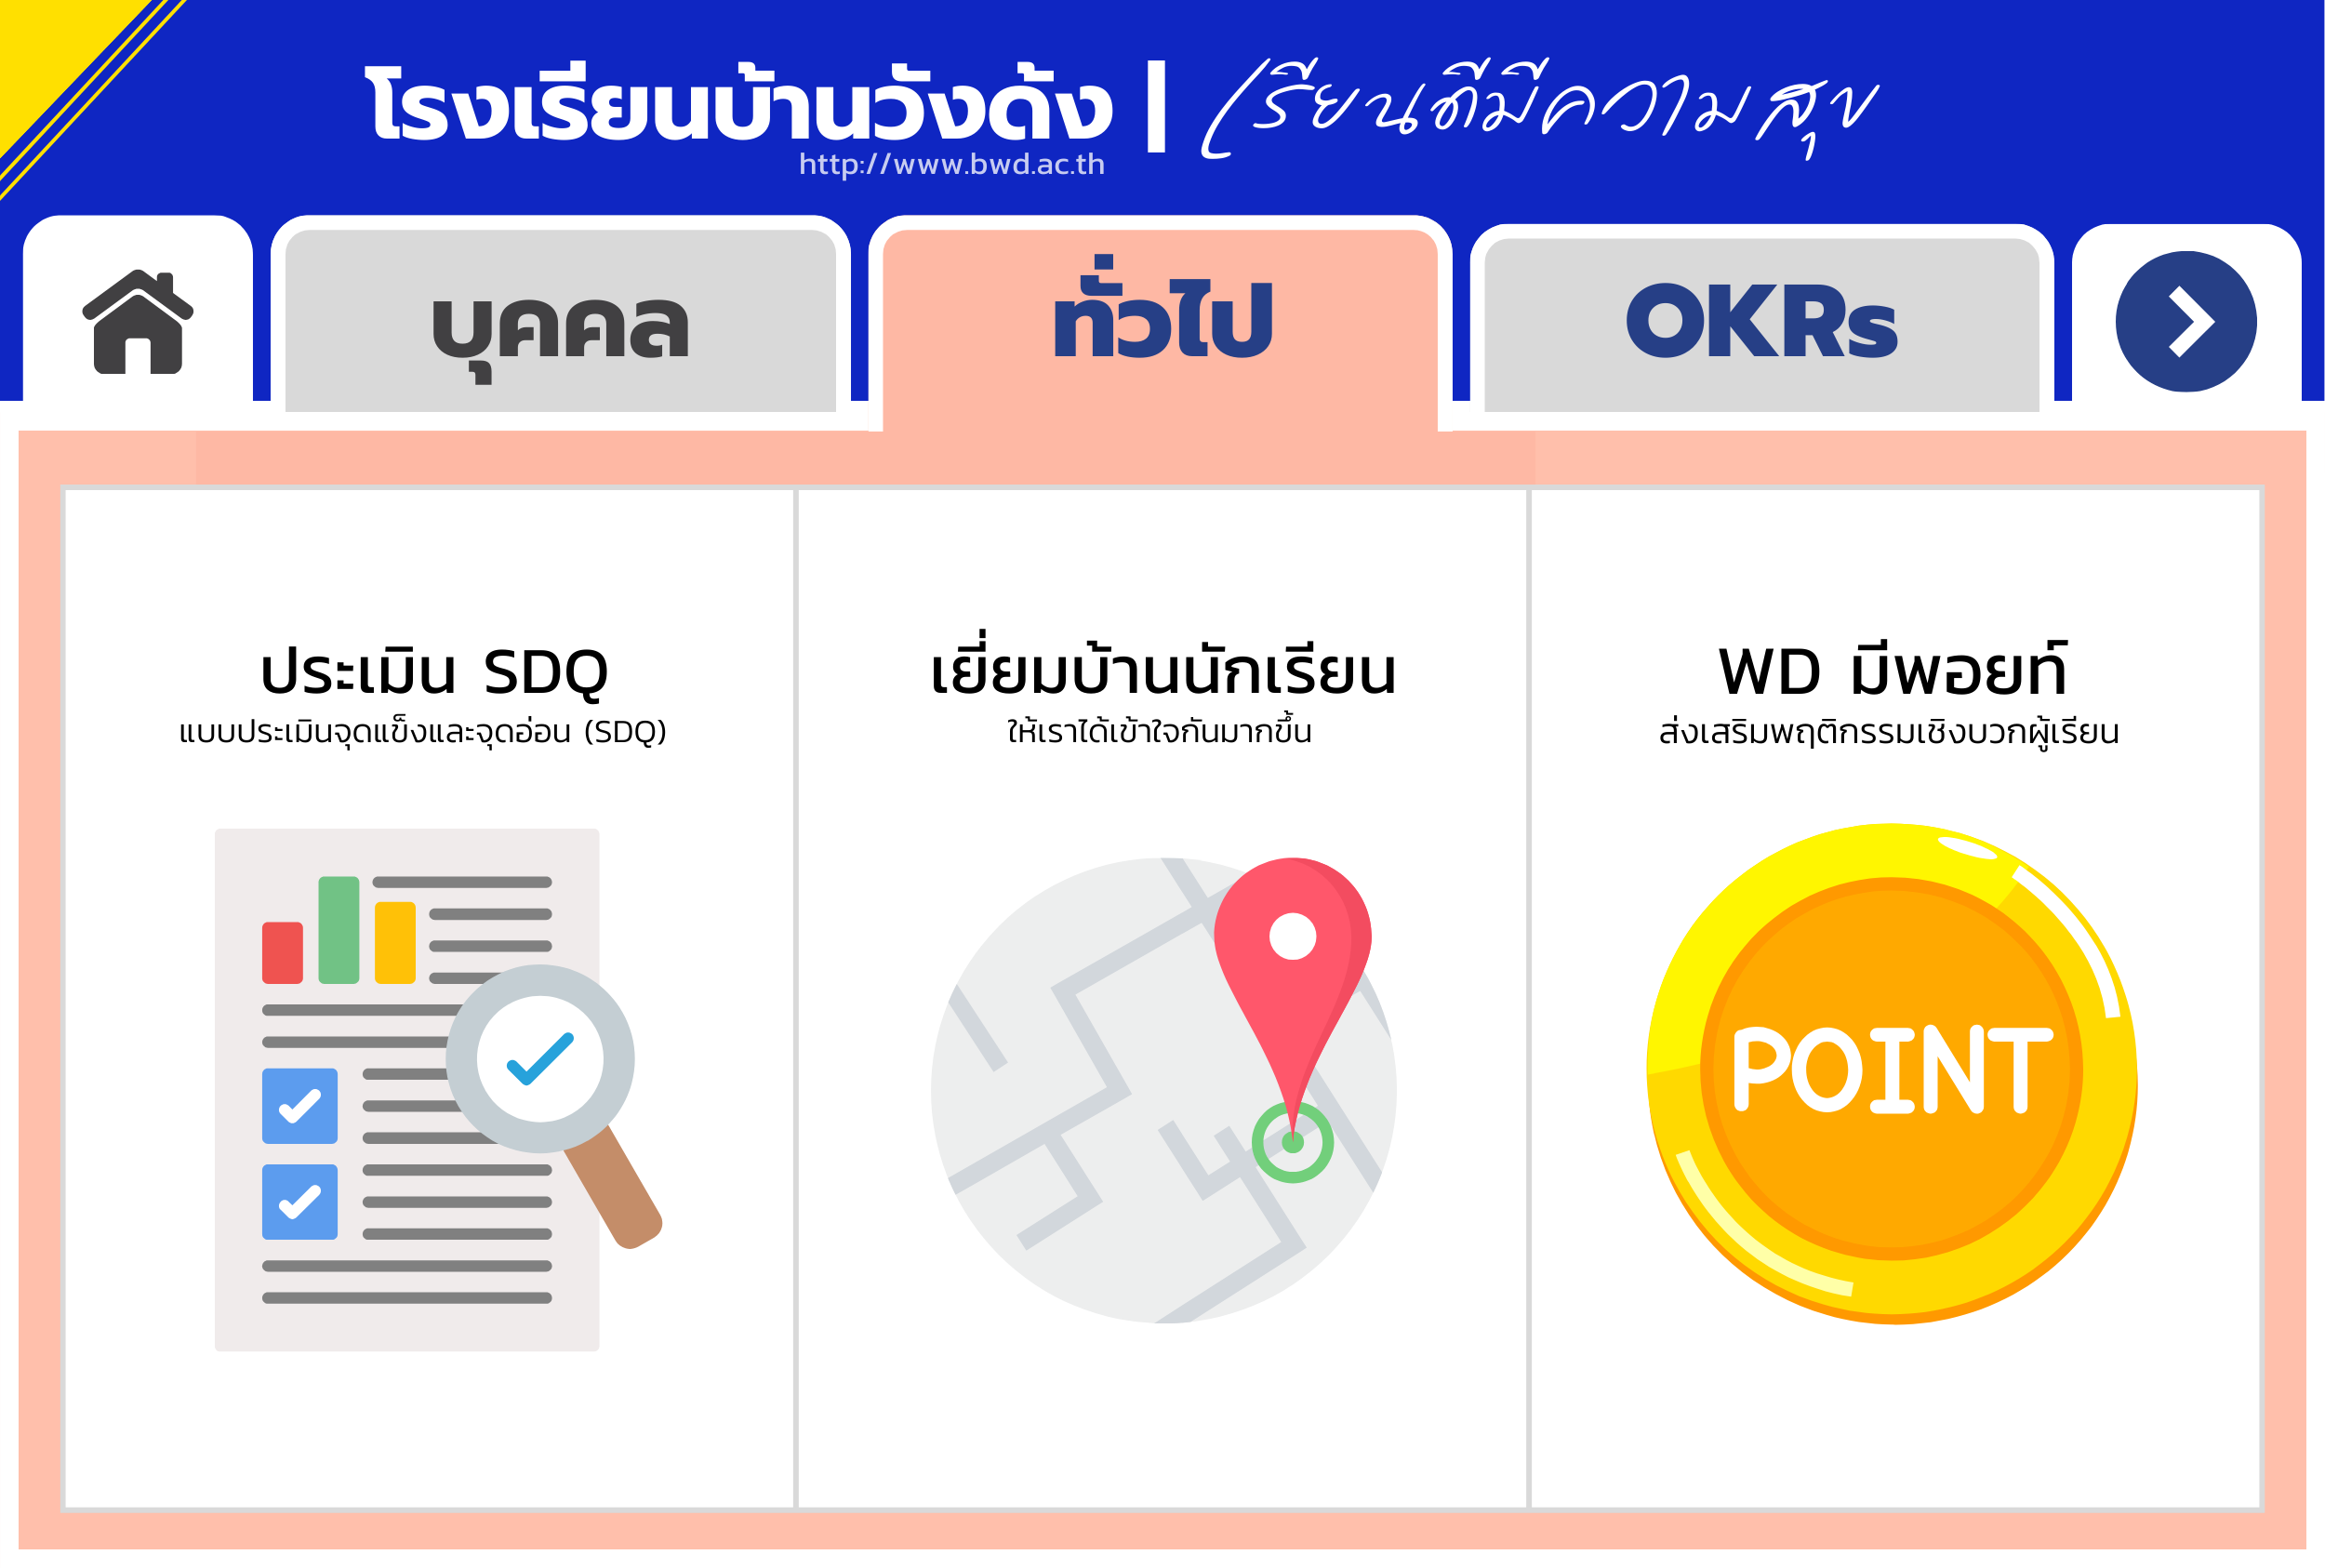 โรงเรียนบ้านวังด้ง | เรียนดีมีความสุข
http://www.bwd.ac.th
บุคคล
ทั่วไป
OKRs
ประเมิน SDQ
แบบประเมินจุดแข็งและจุดอ่อน (SDQ)
เยี่ยมบ้านนักเรียน
ให้เราได้เข้าใจกันมากขึ้น
WD มีพอยท์
ส่งเสริมพฤติกรรมเชิงบวกผู้เรียน
POINT